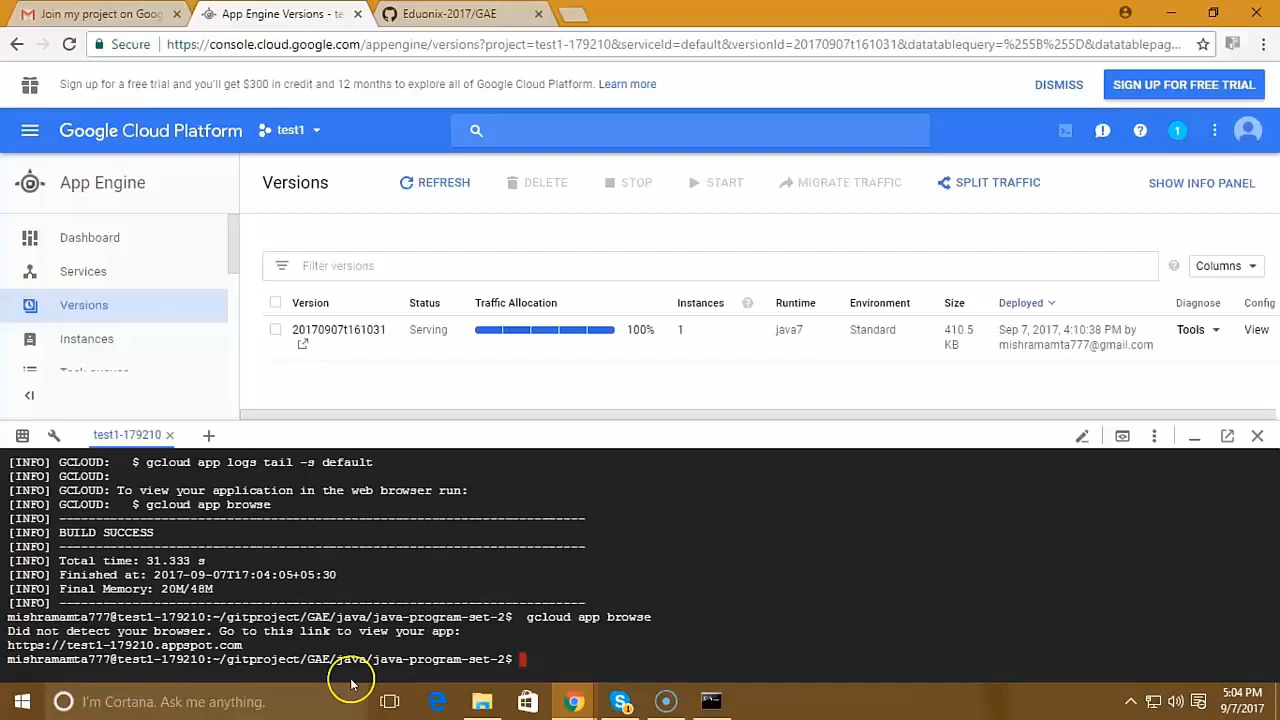 Join my project on Goog
App Engine Versions - te
Eduonix-2017/GAE
Secure
https://console.cloud.google.com/appengine/versions?project=test1-179210&serviceId=default&versionId=20170907t161031&datatablequery=%255B%255D&datatablepag...
Sign up for a free trial and you'll get $300 in credit and 12 months to explore all of Google Cloud Platform. Learn more
DISMISS
SIGN UP FOR FREE TRIAL
Google Cloud Platform
test1
1
App Engine
Versions
REFRESH
DELETE
STOP
START
MIGRATE TRAFFIC
SPLIT TRAFFIC
SHOW INFO PANEL
Dashboard
Services
Versions
Instances
Task queues
Filter versions
Columns
Version Status Traffic Allocation Instances Runtime Environment Size Deployed Diagnose Config
20170907t161031 Serving 100% 1 java7 Standard 410.5 Sep 7, 2017, 4:10:38 PM by Tools View
KB mishramamta777@gmail.com
test1-179210
[INFO] GCLOUD:   $ gcloud app logs tail -s default
[INFO] GCLOUD:
[INFO] GCLOUD: To view your application in the web browser run:
[INFO] GCLOUD:   $ gcloud app browse
[INFO] ------------------------------------------------------------------------
[INFO] BUILD SUCCESS
[INFO] ------------------------------------------------------------------------
[INFO] Total time: 31.333 s
[INFO] Finished at: 2017-09-07T17:04:05+05:30
[INFO] Final Memory: 20M/48M
[INFO] ------------------------------------------------------------------------
mishramamta777@test1-179210:~/gitproject/GAE/java/java-program-set-2$  gcloud app browse
Did not detect your browser. Go to this link to view your app:
https://test1-179210.appspot.com
mishramamta777@test1-179210:~/gitproject/GAE/java/java-program-set-2$
I'm Cortana. Ask me anything.
5:04 PM
9/7/2017